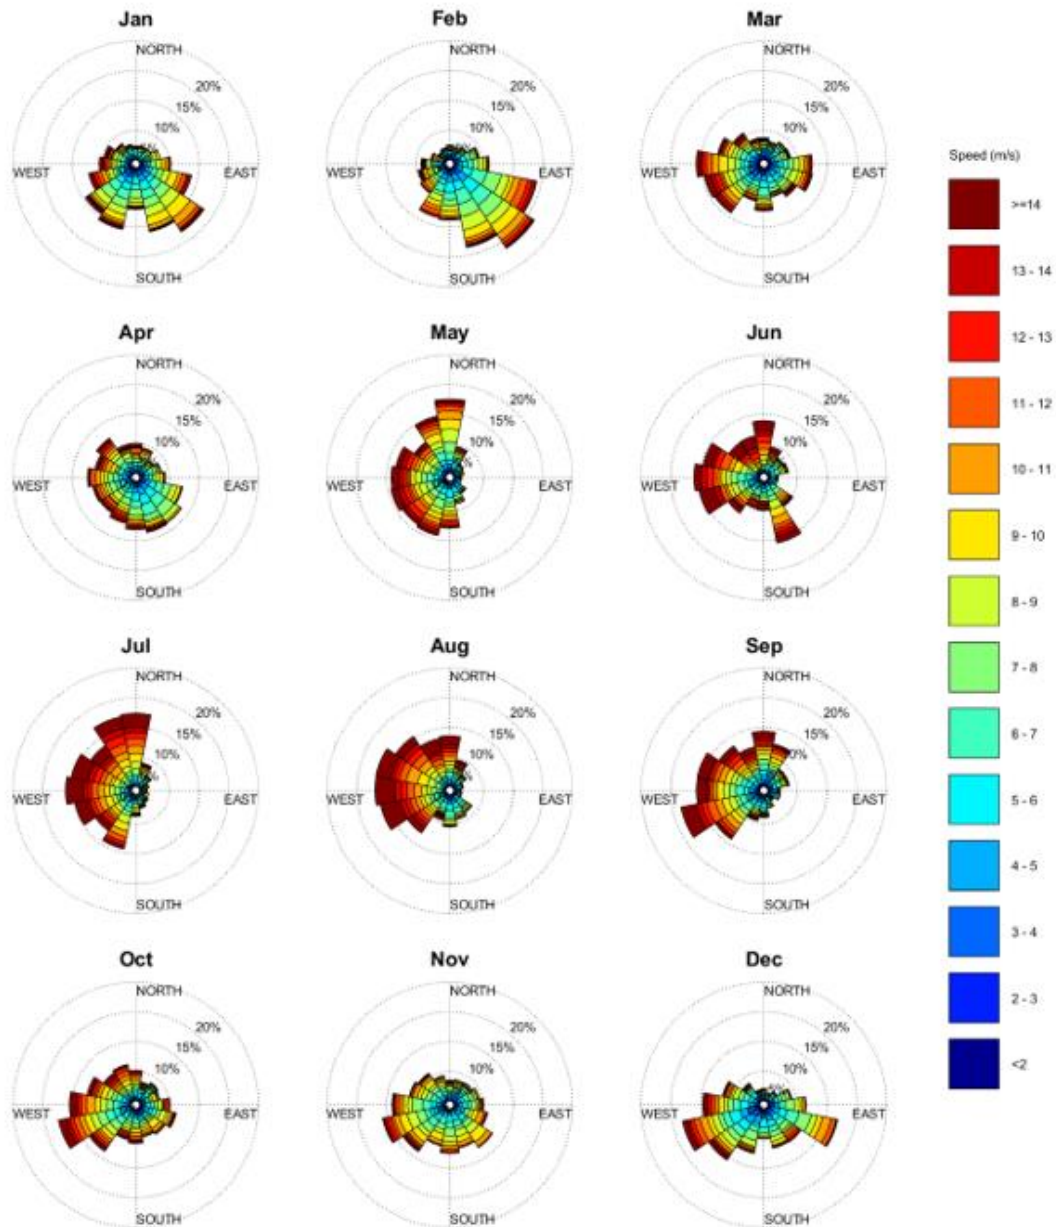 Jan Feb Mar
NORTH NORTH NORTH
20% 20% 20%
15% 15% 15%
10% 10% 10%
WEST EAST WEST EAST WEST EAST
SOUTH SOUTH SOUTH
Apr May Jun
NORTH NORTH NORTH
20% 20% 20%
15% 15% 15%
10% 10% 10%
WEST EAST WEST EAST WEST EAST
SOUTH SOUTH SOUTH
Jul Aug Sep
NORTH NORTH NORTH
20% 20% 20%
15% 15% 15%
10% 10%
WEST EAST WEST EAST WEST EAST
SOUTH SOUTH SOUTH
Oct Nov Dec
NORTH NORTH NORTH
20% 20% 20%
15% 15% 15%
10% 10% 10%
WEST EAST WEST EAST WEST EAST
SOUTH SOUTH SOUTH
Speed (m/s)
>=14
13 - 14
12 - 13
11 - 12
10 - 11
9 - 10
8 - 9
7 - 8
6 - 7
5 - 6
4 - 5
3 - 4
2 - 3
<2